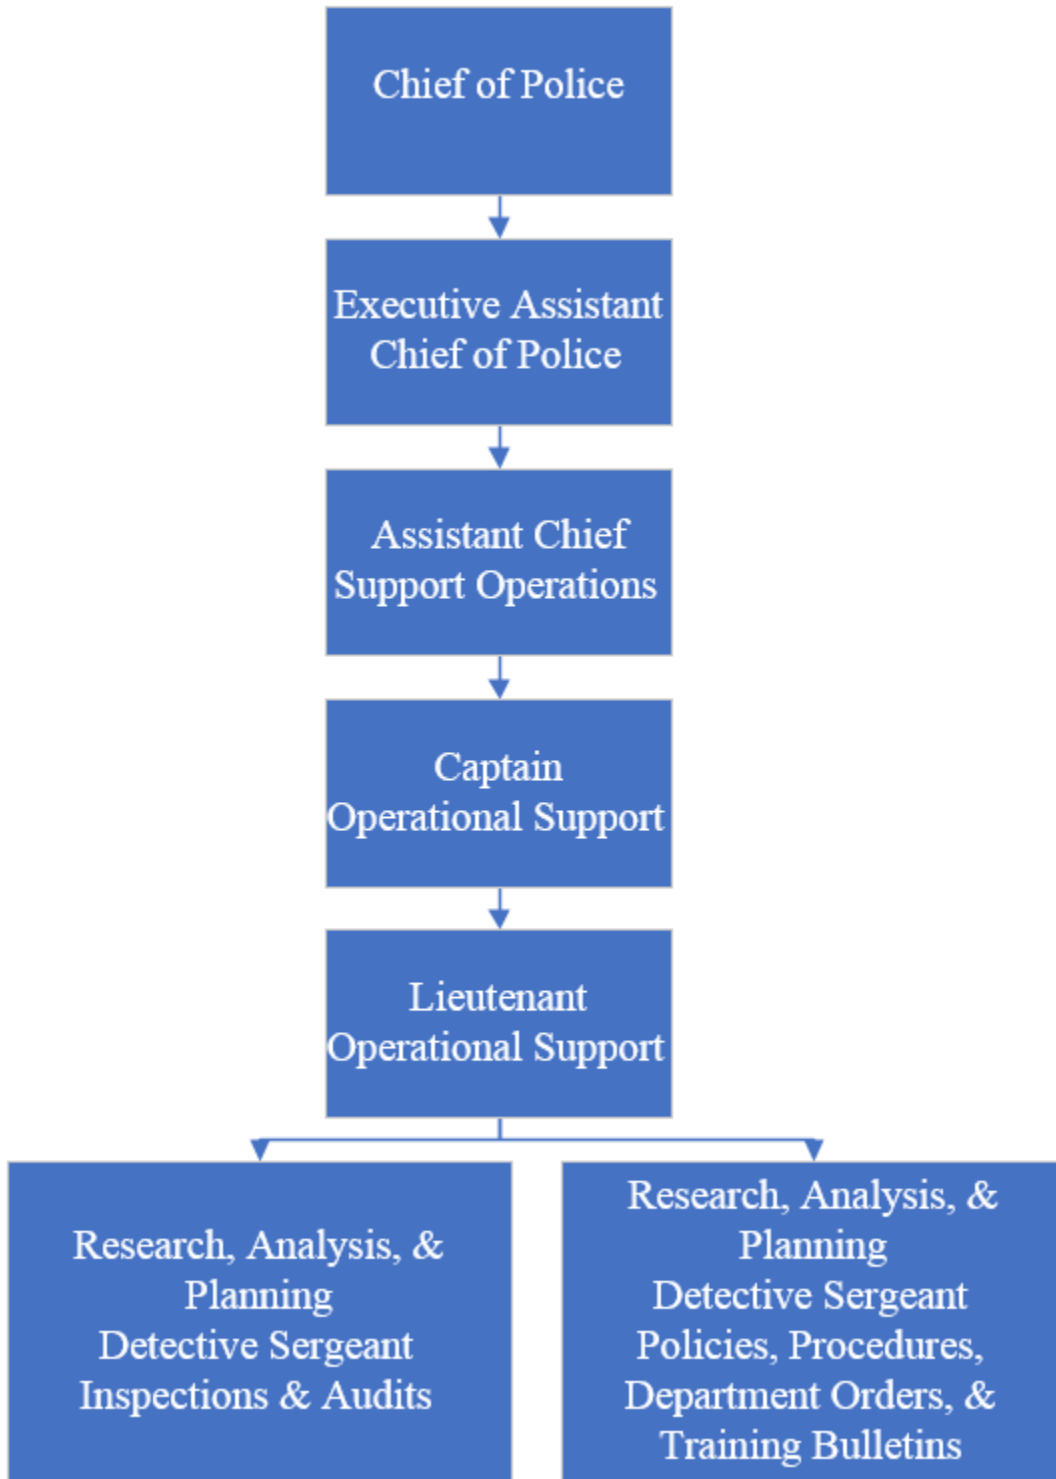 Chief of Police
Executive Assistant
Chief of Police
Assistant Chief
Support Operations
Captain
Operational Support
Lieutenant
Operational Support
Research, Analysis, &
Planning
Detective Sergeant
Inspections & Audits
Research, Analysis, &
Planning
Detective Sergeant
Policies, Procedures,
Department Orders, &
Training Bulletins